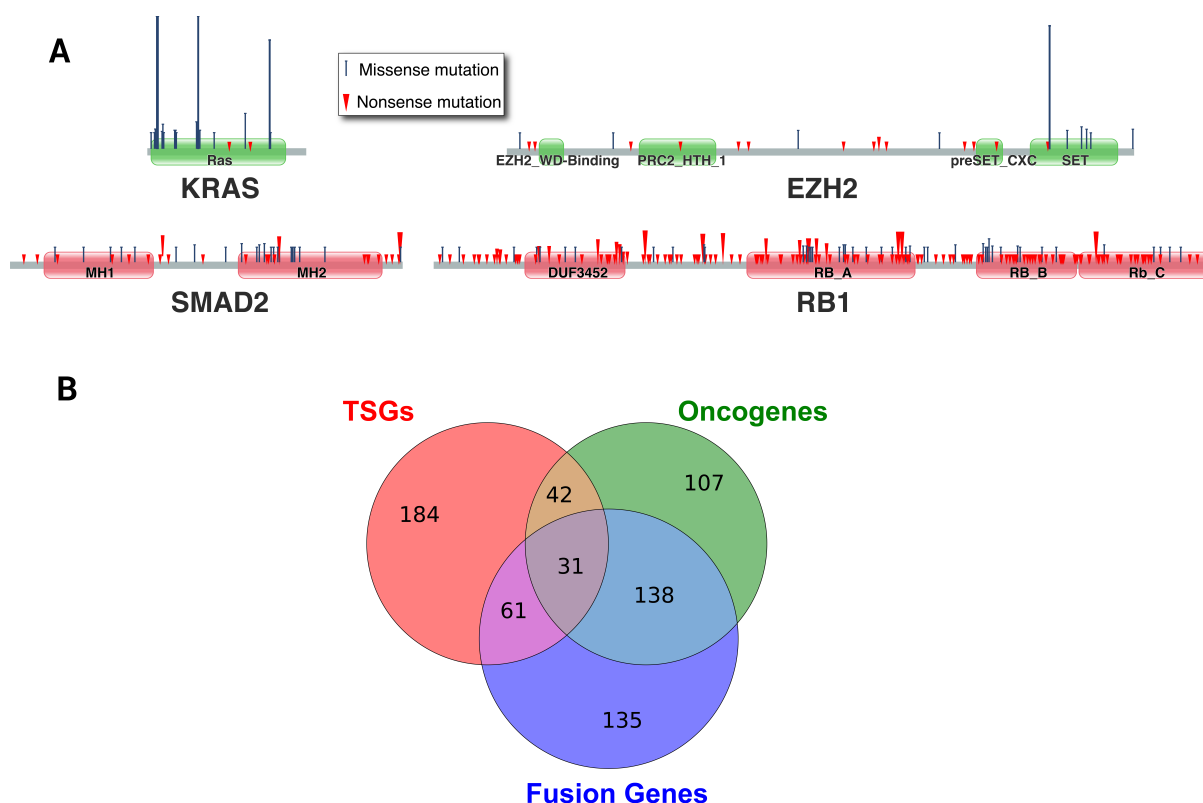 A
Missense mutation
Nonsense mutation
Ras
KRAS
EZH2_WD-Binding PRC2_HTH_1 preSET_CXC SET
EZH2
MH1 MH2
SMAD2
DUF3452 RB_A RB_B Rb_C
RB1
B
TSGs Oncogenes
184
42
107
31
61
138
135
Fusion Genes